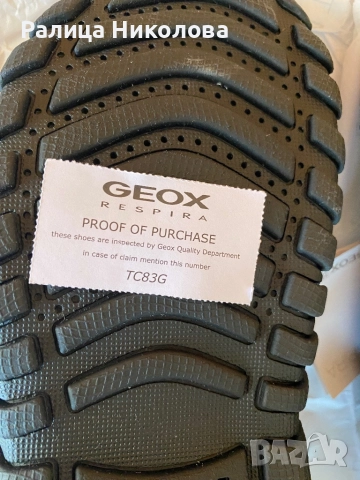 Ралица Николова
GEOX
RESPIRA
PROOF OF PURCHASE
these shoes are inspected by Geox Quality Department
in case of claim mention this number
TC83G
BAZAR